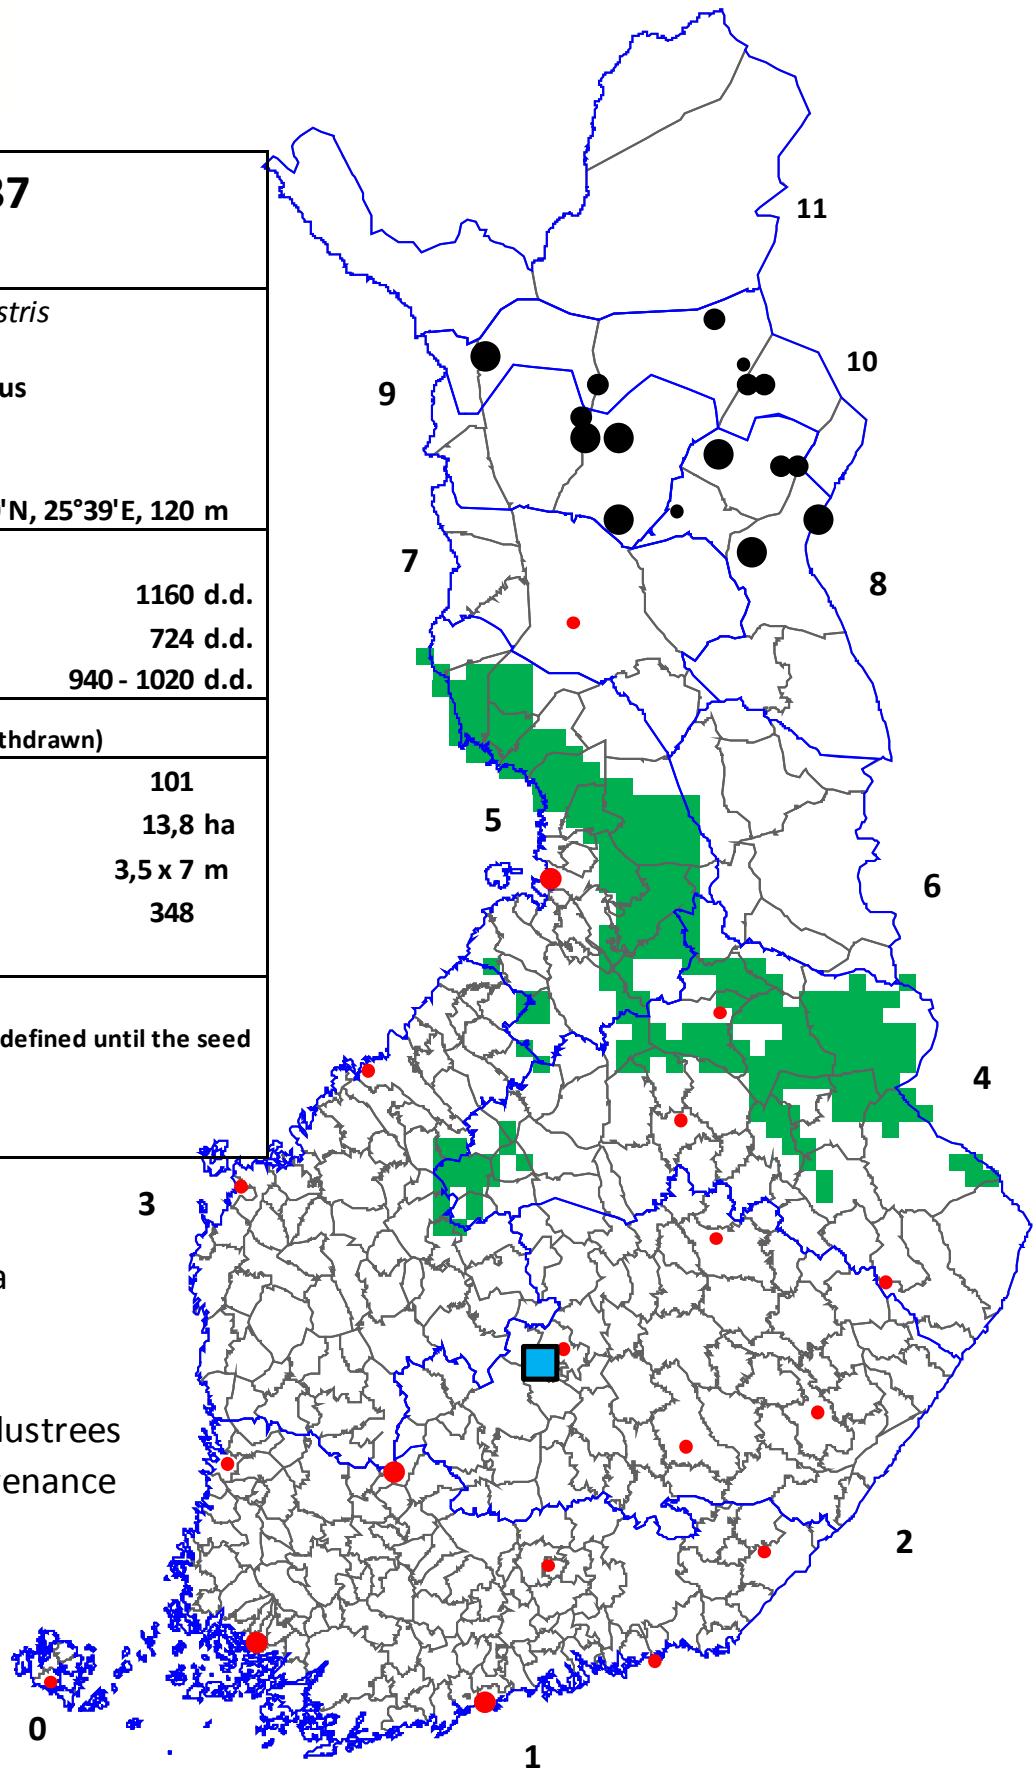 37
stris
us
'N, 25°39'E, 120 m
1160 d.d.
724 d.d.
940 - 1020 d.d.
thdrawn)
101
13,8 ha
3,5 x 7 m
348
defined until the seed
a
lustrees
enance
11
10
9
7
8
5
6
4
3
2
0
1